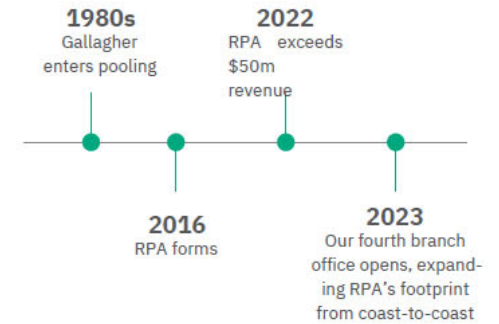 1980s
Gallagher
enters pooling
2016
RPA forms
2022
RPA exceeds
$50m
revenue
2023
Our fourth branch
office opens, expand-
ing RPA's footprint
from coast-to-coast